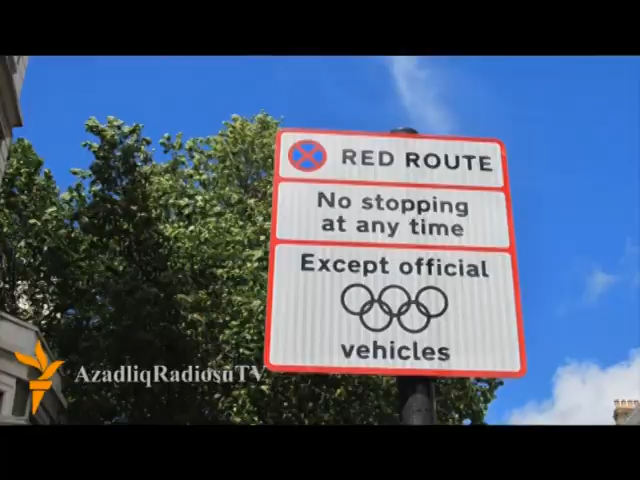 RED ROUTE
No stopping
at any time
Except official
vehicles
AzadliqRadiosuTV